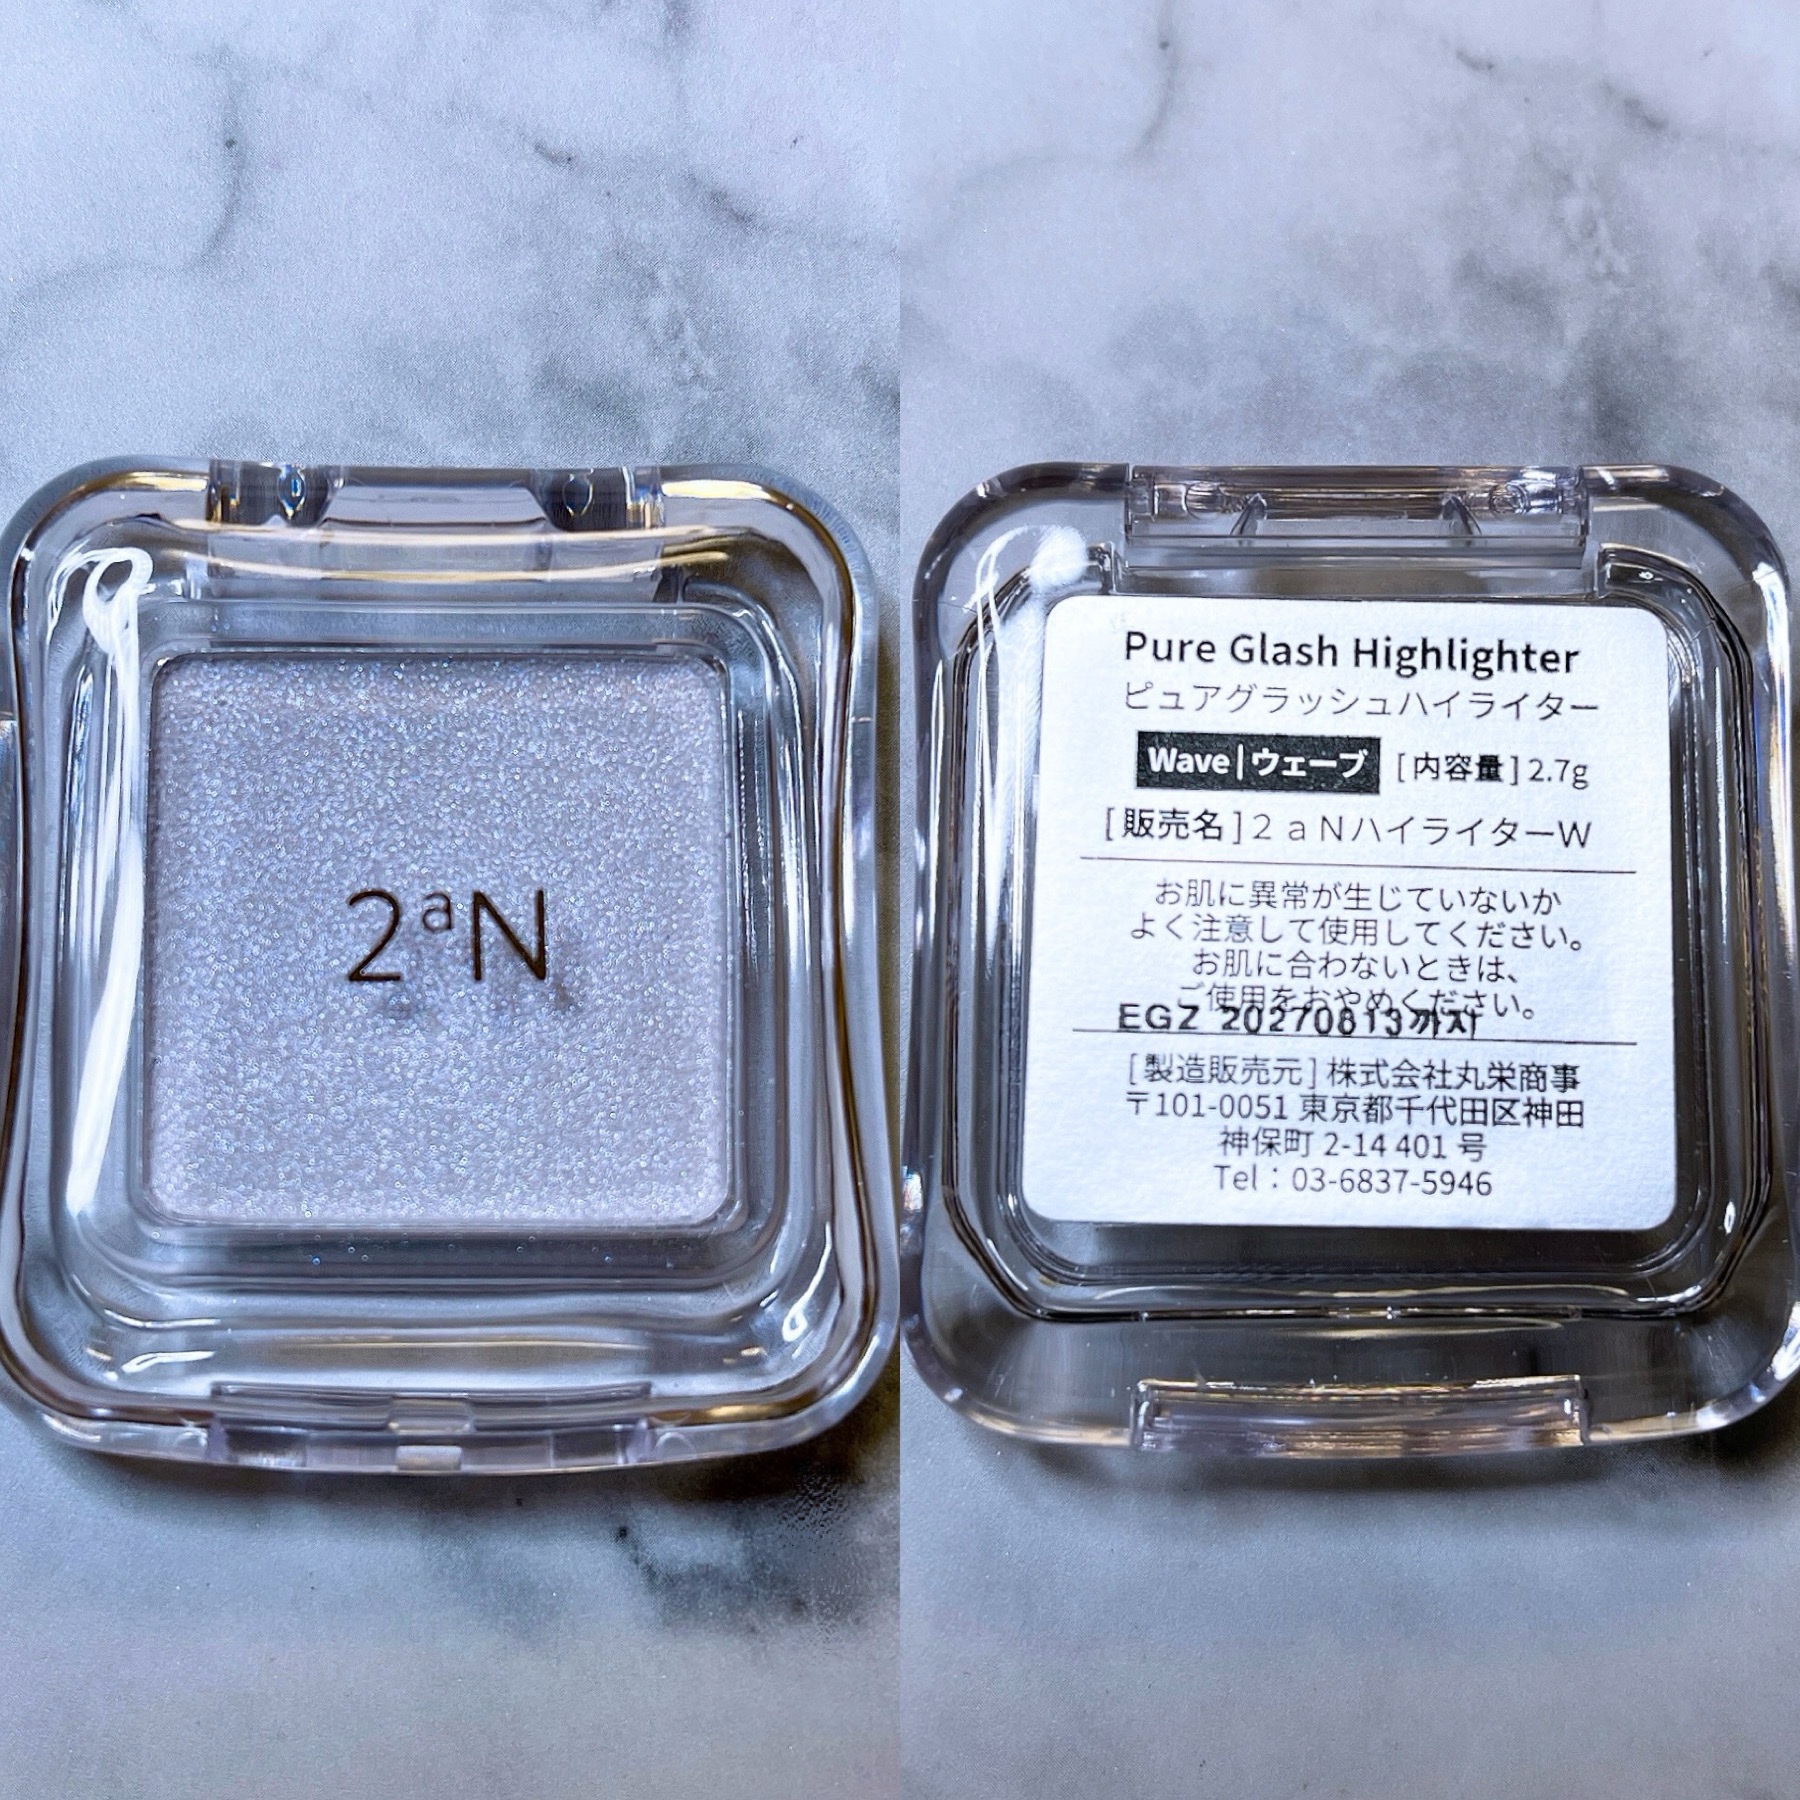 2aN
Pure Glash Highlighter
ピュアグラッシュハイライター
Wave|ウェーブ [内容量]2.7g
[販売名]2aNハイライターW
お肌に異常が生じていないか
よく注意して使用してください。
お肌に合わないときは、
ご使用をおやめください。
EGZ 20270813까지
[製造販売元]株式会社丸栄商事
〒101-0051 東京都千代田区神田
神保町 2-14 401 号
Tel:03-6837-5946